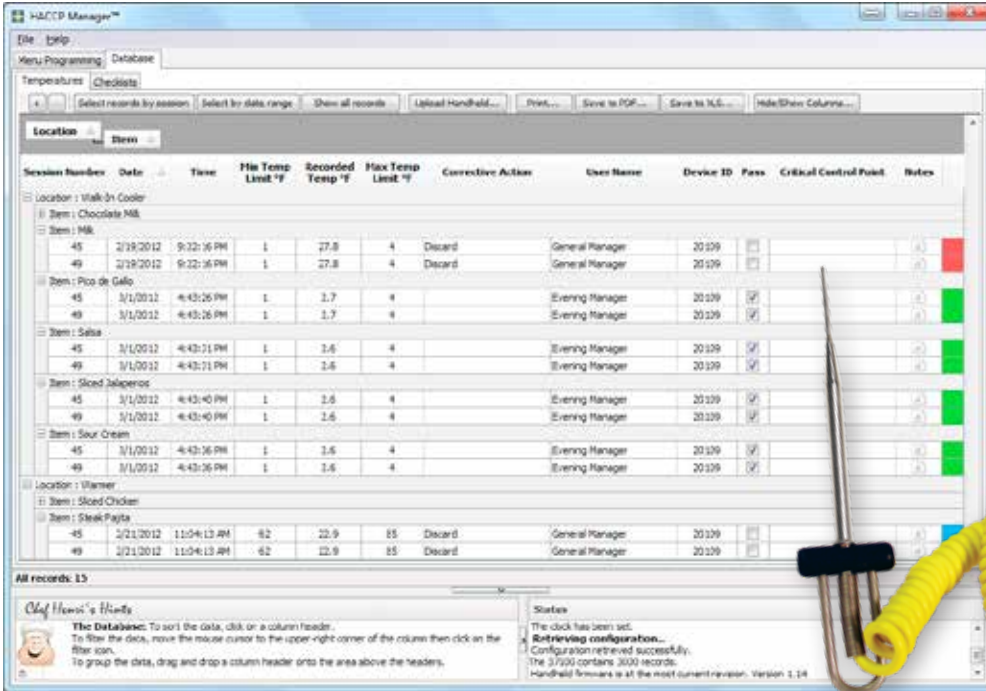 HACCP Manager™
File Help
Menu Programming Database
Temperatures Checklists
Select records by session Select by date range Show all records Upload Handheld... Print... Save to PDF... Save to XLS... Hide/Show Columns...
Location
Item
Session Number Date Time Min Temp Limit °F Recorded Temp °F Max Temp Limit °F Corrective Action User Name Device ID Pass Critical Control Point Notes
Location : Walk-In Cooler
Item : Chocolate Milk
Item : Milk
45 2/19/2012 9:22:16 PM 1 27.8 4 Discard General Manager 20109
49 2/19/2012 9:22:16 PM 1 27.8 4 Discard General Manager 20109
Item : Pico de Gallo
45 3/1/2012 4:43:26 PM 1 3.7 4 Evening Manager 20109
49 3/1/2012 4:43:26 PM 1 3.7 4 Evening Manager 20109
Item : Salsa
45 3/1/2012 4:43:31 PM 1 3.6 4 Evening Manager 20109
49 3/1/2012 4:43:31 PM 1 3.6 4 Evening Manager 20109
Item : Sliced Jalapenos
45 3/1/2012 4:43:40 PM 1 3.6 4 Evening Manager 20109
49 3/1/2012 4:43:40 PM 1 3.6 4 Evening Manager 20109
Item : Sour Cream
45 3/1/2012 4:43:36 PM 1 3.6 4 Evening Manager 20109
49 3/1/2012 4:43:36 PM 1 3.6 4 Evening Manager 20109
Location : Warmer
Item : Sliced Chicken
Item : Steak Fajita
45 2/21/2012 11:04:13 AM 62 22.9 85 Discard General Manager 20109
49 2/21/2012 11:04:13 AM 62 22.9 85 Discard General Manager 20109
All records: 15
Chef Henri's Hints
The Database: To sort the data, click on a column header.
To filter the data, move the mouse cursor to the upper-right corner of the column then click on the
filter icon.
To group the data, drag and drop a column header onto the area above the headers.
Status
The clock has been set.
Retrieving configuration...
Configuration retrieved successfully.
The 37100 contains 3000 records.
Handheld firmware is at the most current revision. Version 1.14